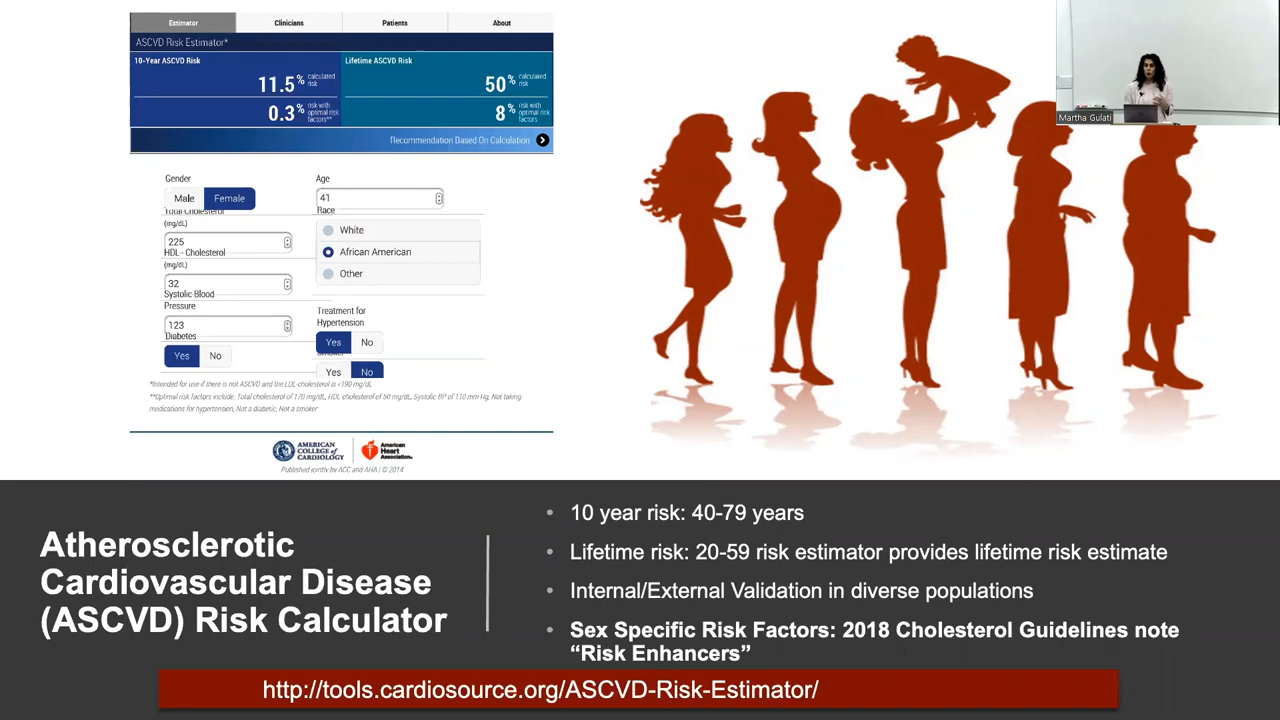 Estimator
Clinicians
Patients
About
ASCVD Risk Estimator*
10-Year ASCVD Risk
Lifetime ASCVD Risk
11.5% calculated risk
50% calculated risk
0.3% risk with optimal risk factors**
8% risk with optimal risk factors
Recommendation Based On Calculation
Gender
Age
Male
Female
41
Total Cholesterol
Race
(mg/dL)
White
225
HDL - Cholesterol
African American
(mg/dL)
Other
32
Systolic Blood
Pressure
Treatment for
Hypertension
123
Diabetes
Yes
No
Yes
No
Yes
No
*Intended for use if there is not ASCVD and the LDL-cholesterol is <190 mg/dL
**Optimal risk factors include: Total cholesterol of 170 mg/dL, HDL cholesterol of 50 mg/dL, Systolic BP of 110 mm Hg, Not taking
medications for hypertension, Not a diabetic, Not a smoker
AMERICAN
COLLEGE of
CARDIOLOGY
American
Heart
Association.
Published jointly by ACC and AHA | © 2014
Martha Gulati
Atherosclerotic
Cardiovascular Disease
(ASCVD) Risk Calculator
• 10 year risk: 40-79 years
• Lifetime risk: 20-59 risk estimator provides lifetime risk estimate
• Internal/External Validation in diverse populations
• Sex Specific Risk Factors: 2018 Cholesterol Guidelines note
“Risk Enhancers”
http://tools.cardiosource.org/ASCVD-Risk-Estimator/